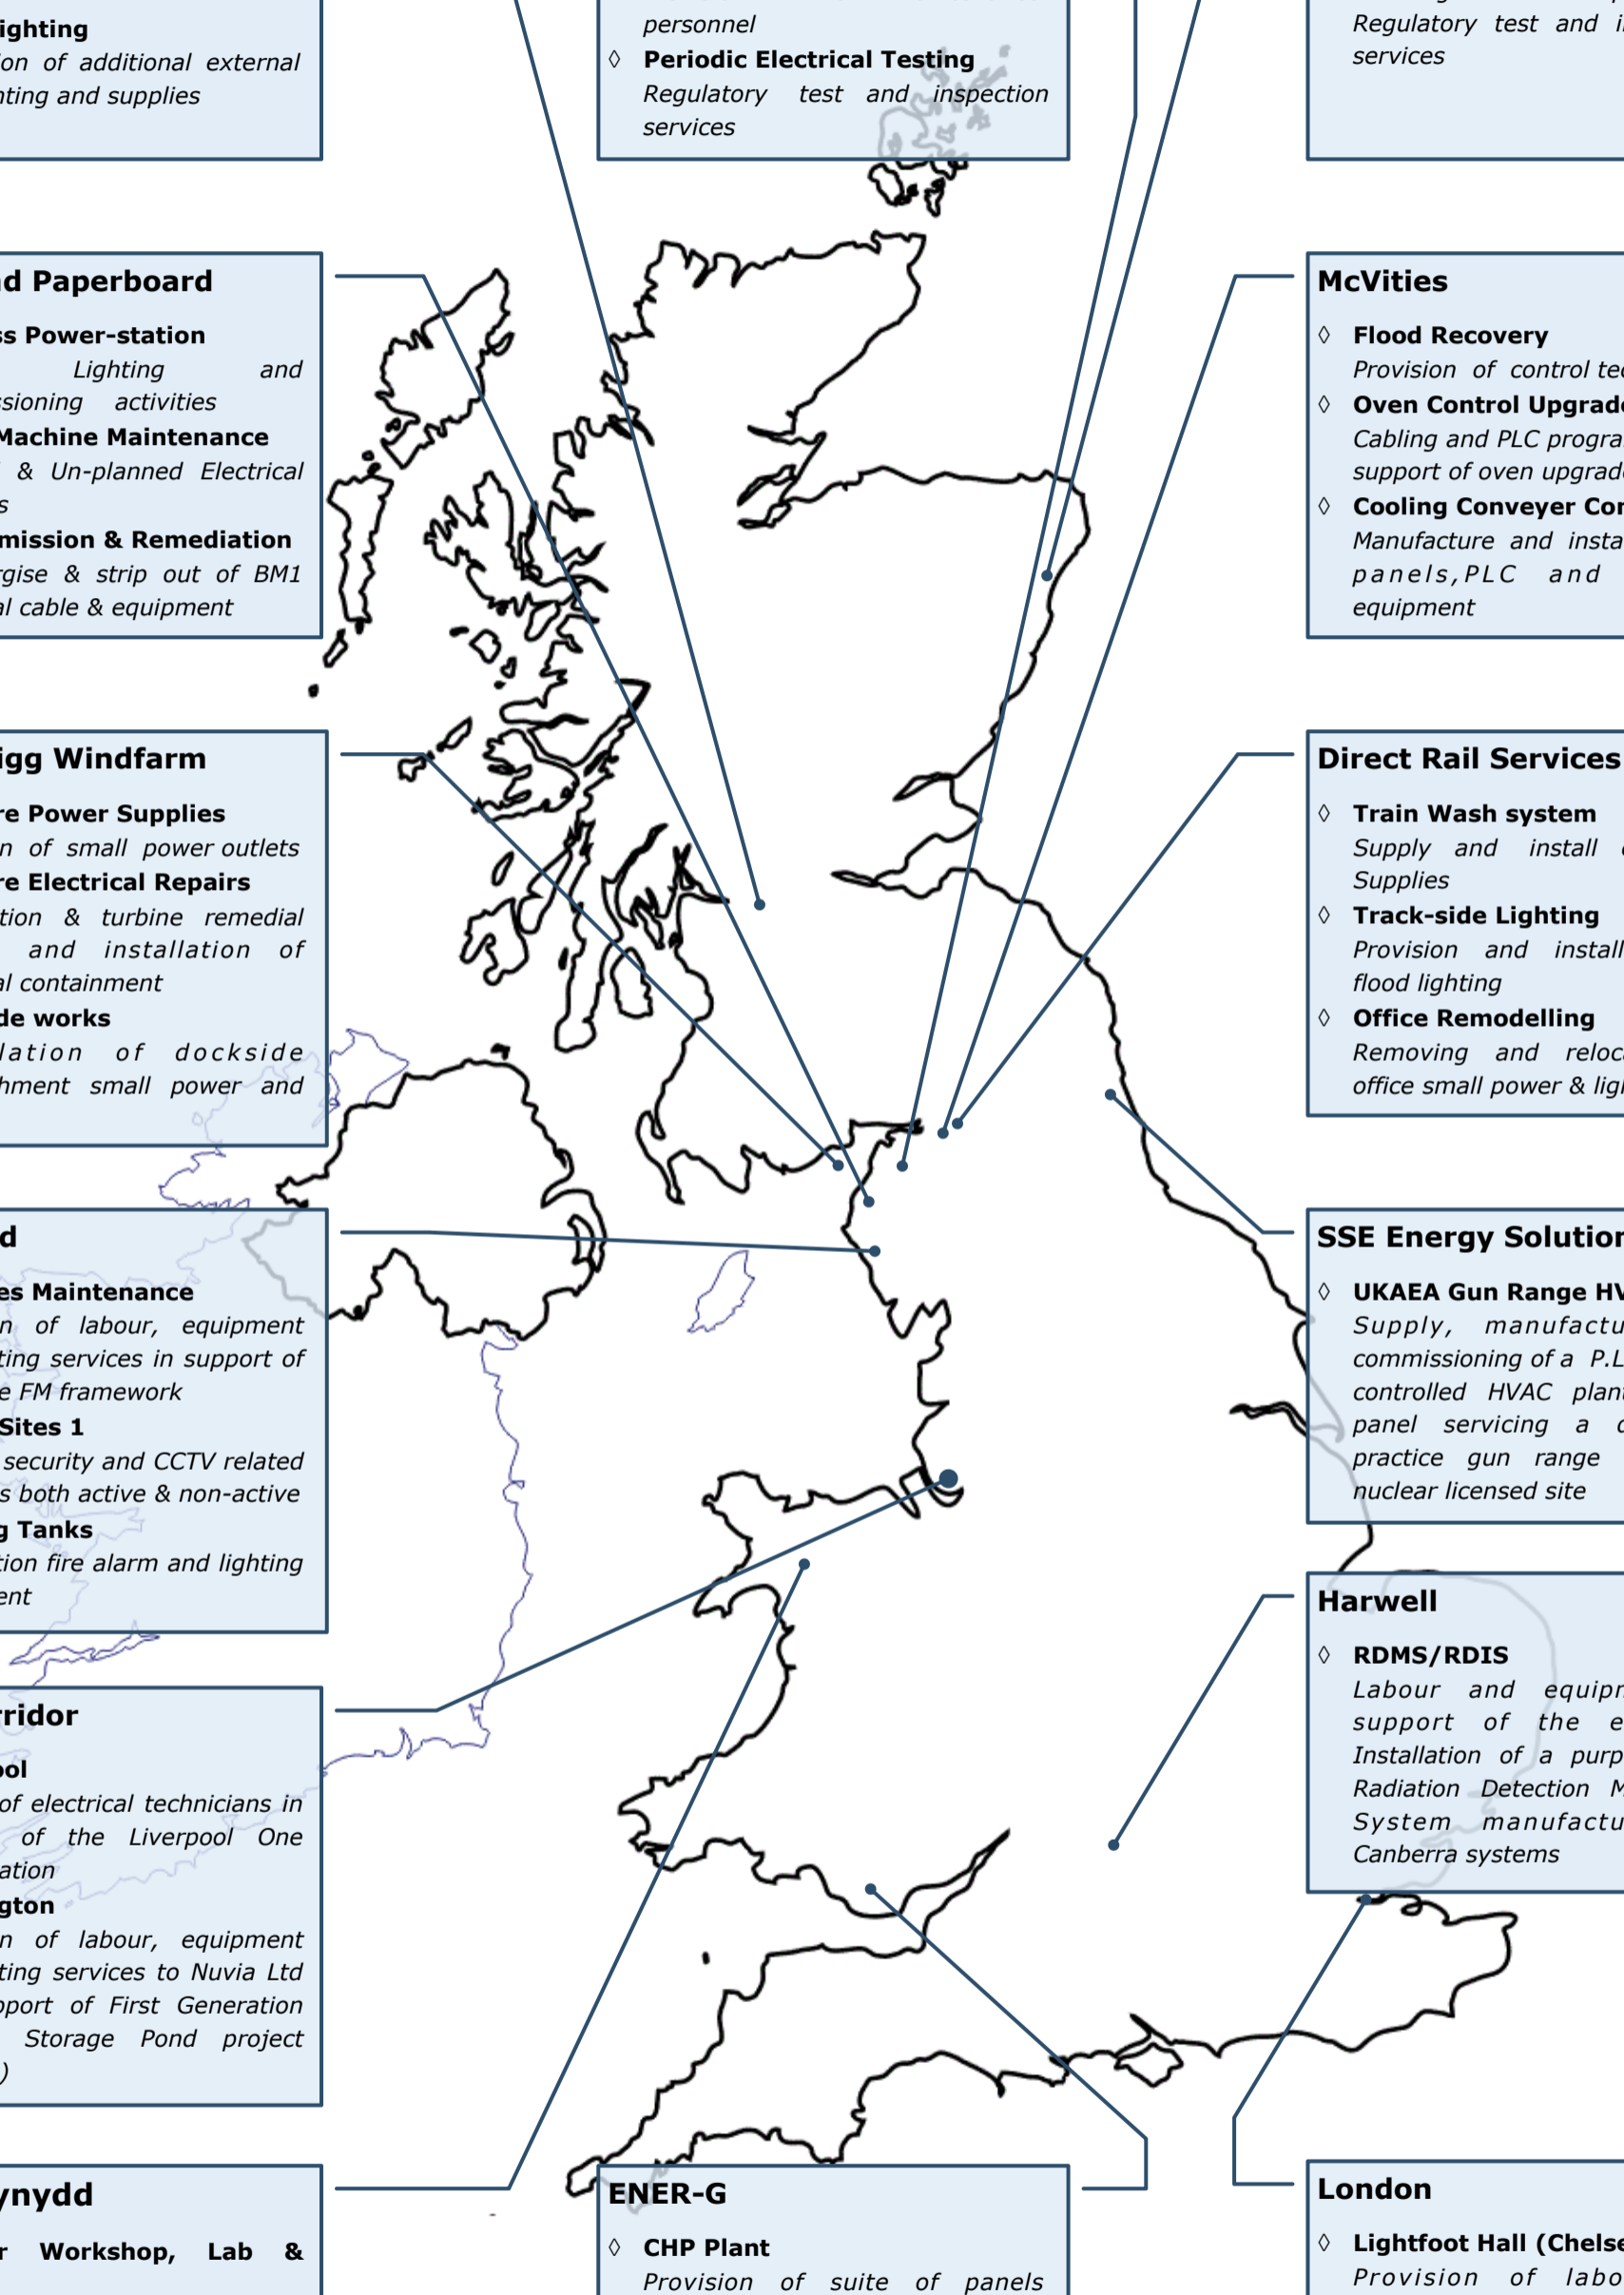 ighting
on of additional external
nting and supplies
personnel
◊ Periodic Electrical Testing
Regulatory test and inspection
services
Regulatory test and i
services
d Paperboard
ss Power-station
Lighting and
ssioning activities
Machine Maintenance
& Un-planned Electrical
s
mission & Remediation
rgise & strip out of BM1
al cable & equipment
McVities
◊ Flood Recovery
Provision of control te
◊ Oven Control Upgrade
Cabling and PLC progra
support of oven upgrad
◊ Cooling Conveyer Con
Manufacture and insta
panels,PLC and
equipment
igg Windfarm
re Power Supplies
n of small power outlets
re Electrical Repairs
tion & turbine remedial
and installation of
al containment
de works
lation of dockside
hment small power and
Direct Rail Services
◊ Train Wash system
Supply and install
Supplies
◊ Track-side Lighting
Provision and install
flood lighting
◊ Office Remodelling
Removing and reloc
office small power & lig
d
es Maintenance
n of labour, equipment
ting services in support of
e FM framework
Sites 1
security and CCTV related
s both active & non-active
g Tanks
tion fire alarm and lighting
ent
SSE Energy Solution
◊ UKAEA Gun Range HV
Supply, manufactu
commissioning of a P.L
controlled HVAC plan
panel servicing a
practice gun range
nuclear licensed site
Harwell
◊ RDMS/RDIS
Labour and equipn
support of the e
Installation of a purp
Radiation Detection M
System manufactu
Canberra systems
rridor
ool
of electrical technicians in
of the Liverpool One
ation
gton
n of labour, equipment
ting services to Nuvia Ltd
pport of First Generation
Storage Pond project
)
ynydd
r Workshop, Lab &
ENER-G
◊ CHP Plant
Provision of suite of panels
London
◊ Lightfoot Hall (Chelse
Provision of labo